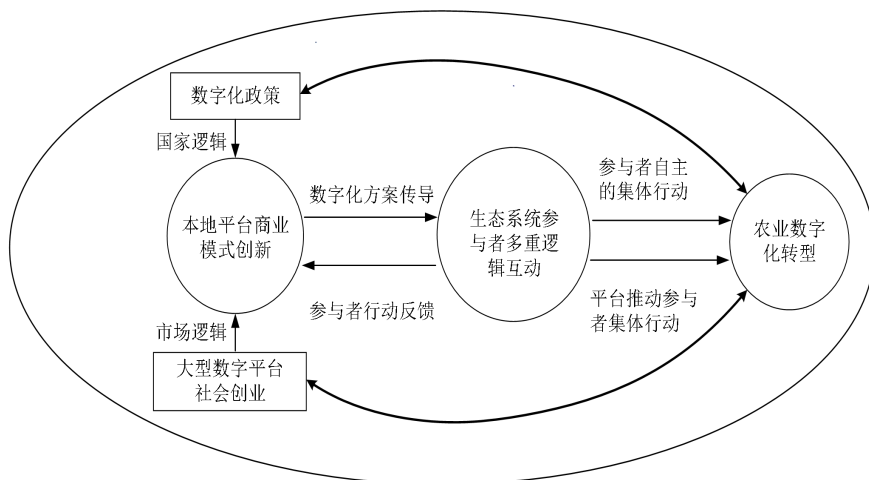 数字化政策
国家逻辑
本地平台商业
模式创新
市场逻辑
大型数字平台
社会创业
数字化方案传导
参与者行动反馈
生态系统参
与者多重逻
辑互动
参与者自主
的集体行动
平台推动参与
者集体行动
农业数字
化转型